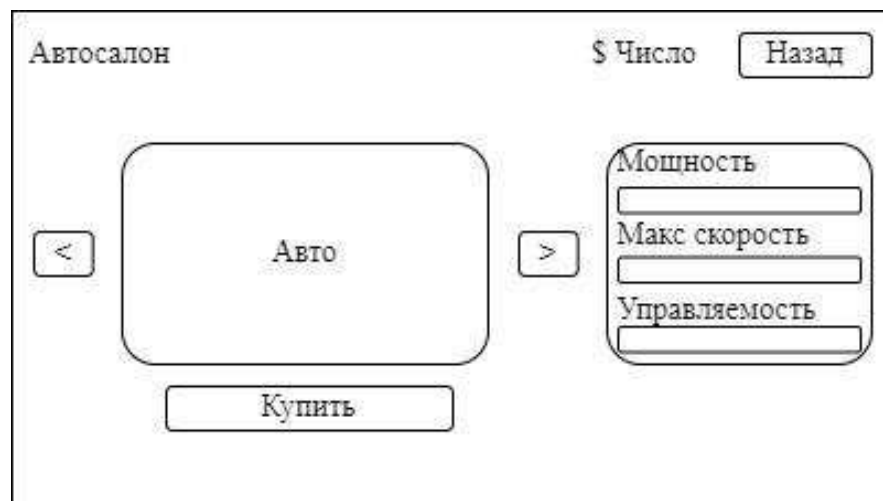 Автосалон
$ Число
Назад
<
Авто
>
Мощность
Макс скорость
Управляемость
Купить